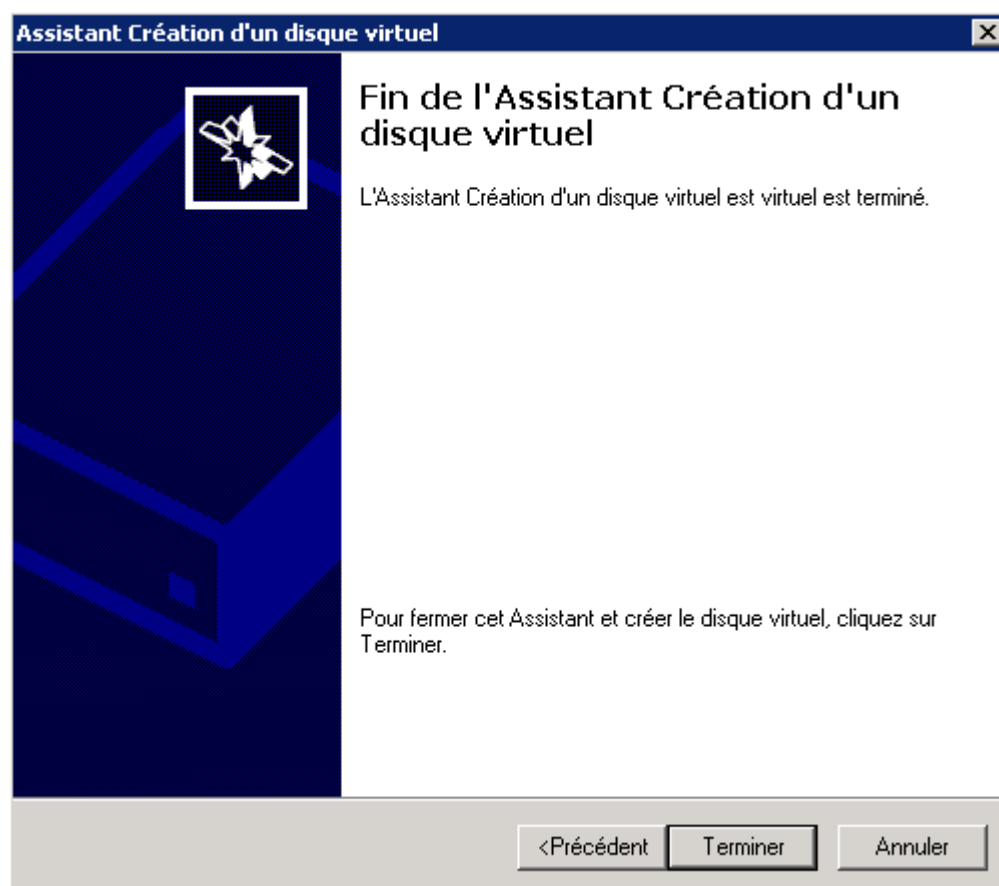 Assistant Création d'un disque virtuel
Fin de l'Assistant Création d'un
disque virtuel
L'Assistant Création d'un disque virtuel est virtuel est terminé.
Pour fermer cet Assistant et créer le disque virtuel, cliquez sur
Terminer.
<Précédent
Terminer
Annuler